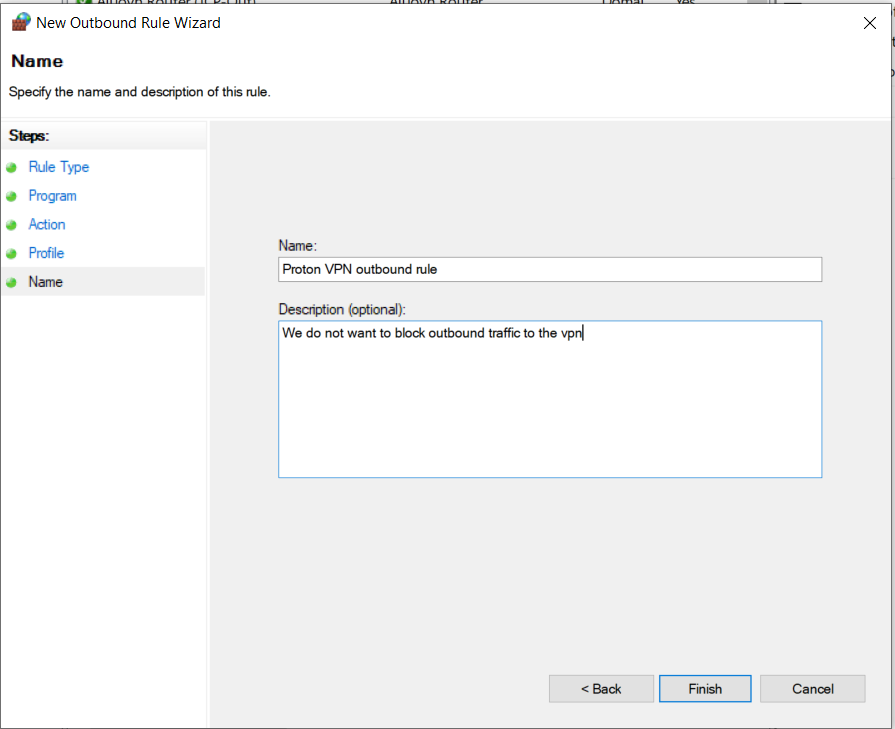 New Outbound Rule Wizard
Name
Specify the name and description of this rule.
Steps:
Rule Type
Program
Action
Profile
Name
Name:
Proton VPN outbound rule
Description (optional):
We do not want to block outbound traffic to the vpn
< Back
Finish
Cancel